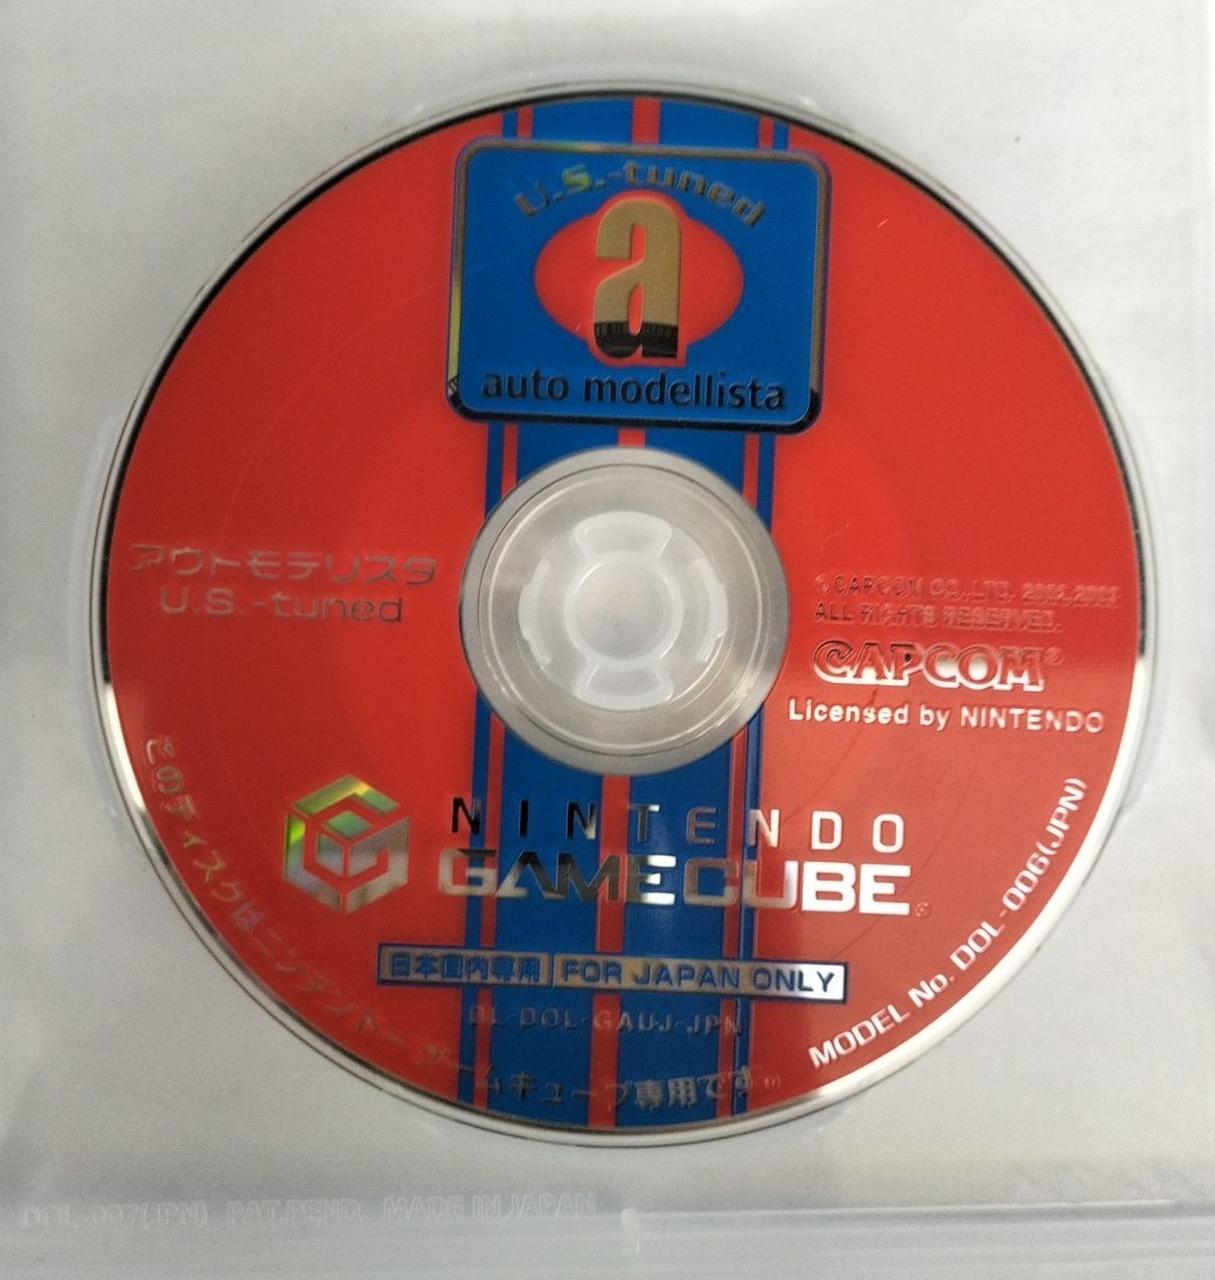 U.S.-tuned
a
auto modellista
アウトモデリスタ
U.S.-tuned
©CAPCOM CO.,LTD.
ALL RIGHTS RESERVED.
CAPCOM®
Licensed by NINTENDO
NINTENDO
GAMECUBE®
日本国内専用 FOR JAPAN ONLY
DL-DOL-GAUJ-JPN
このディスクはニンテンドーゲームキューブ専用です。
MODEL No. DOL-006(JPN)
DOL-007(JPN) PAT.PEND. MADE IN JAPAN